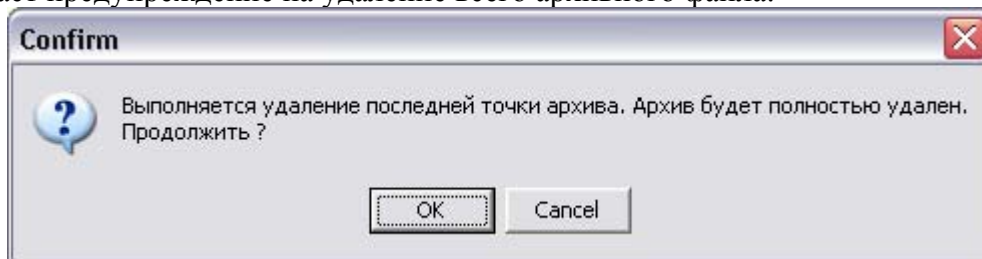 предупреждение на удаление всего архивного файла.
Confirm
Выполняется удаление последней точки архива. Архив будет полностью удален.
Продолжить ?
OK
Cancel